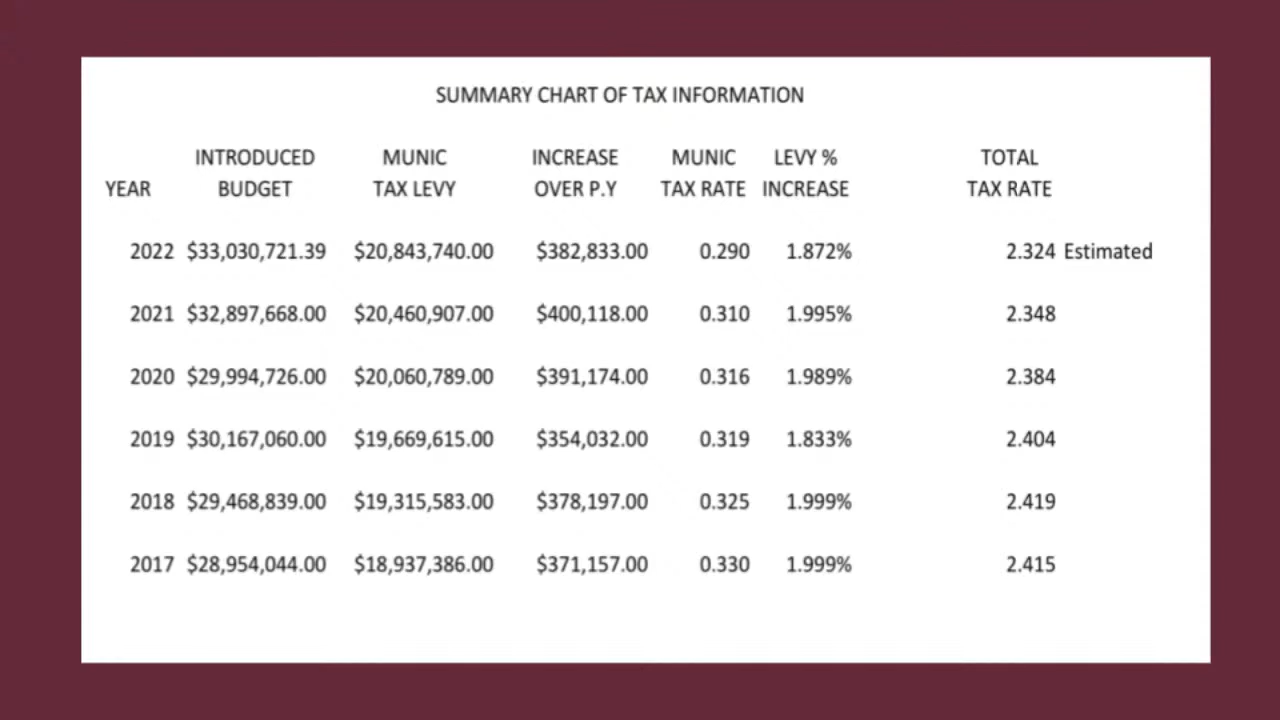 SUMMARY CHART OF TAX INFORMATION
INTRODUCED MUNIC INCREASE MUNIC LEVY % TOTAL
YEAR BUDGET TAX LEVY OVER P.Y TAX RATE INCREASE TAX RATE
2022 $33,030,721.39 $20,843,740.00 $382,833.00 0.290 1.872% 2.324 Estimated
2021 $32,897,668.00 $20,460,907.00 $400,118.00 0.310 1.995% 2.348
2020 $29,994,726.00 $20,060,789.00 $391,174.00 0.316 1.989% 2.384
2019 $30,167,060.00 $19,669,615.00 $354,032.00 0.319 1.833% 2.404
2018 $29,468,839.00 $19,315,583.00 $378,197.00 0.325 1.999% 2.419
2017 $28,954,044.00 $18,937,386.00 $371,157.00 0.330 1.999% 2.415